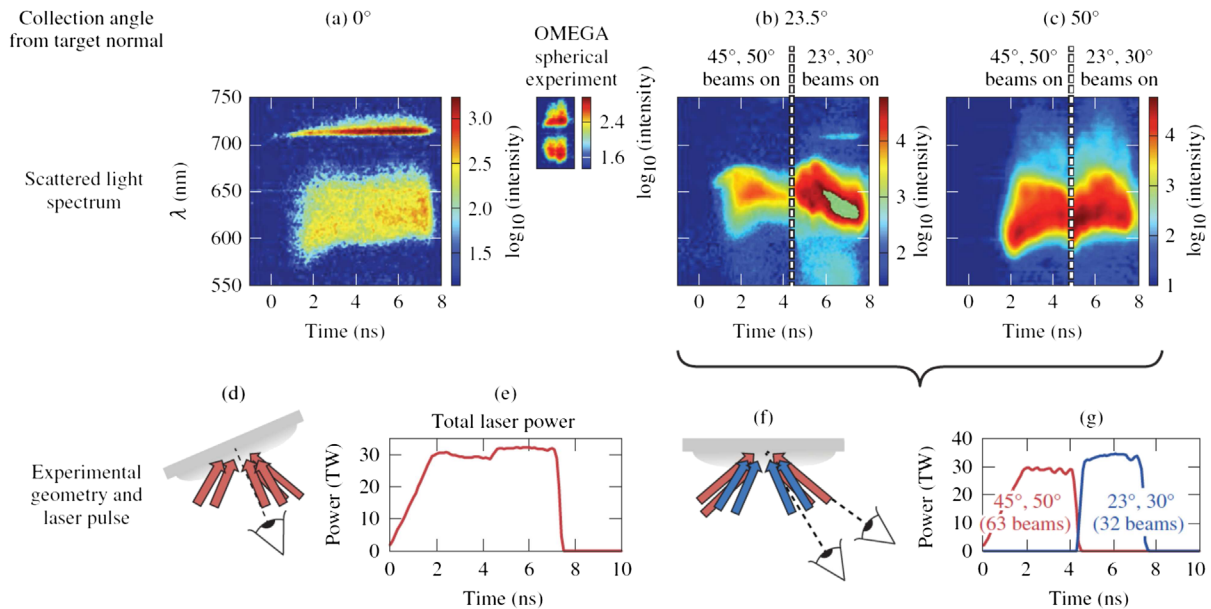 Collection angle
from target normal
(a) 0°
OMEGA
spherical
experiment
(b) 23.5°
(c) 50°
45°, 50°
beams on
23°, 30°
beams on
45°, 50°
beams on
23°, 30°
beams on
Scattered light
spectrum
λ (nm)
750
700
650
600
550
0 2 4 6 8
Time (ns)
3.0
2.5
2.0
1.5
log10 (intensity)
2.4
1.6
log10 (intensity)
0 2 4 6 8
Time (ns)
4
3
2
log10 (intensity)
0 2 4 6 8
Time (ns)
4
3
2
1
log10 (intensity)
Experimental
geometry and
laser pulse
(d)
(e)
Total laser power
Power (TW)
30
20
10
0
0 2 4 6 8 10
Time (ns)
(f)
(g)
Power (TW)
40
30
20
10
0
45°, 50°
(63 beams)
23°, 30°
(32 beams)
0 2 4 6 8 10
Time (ns)